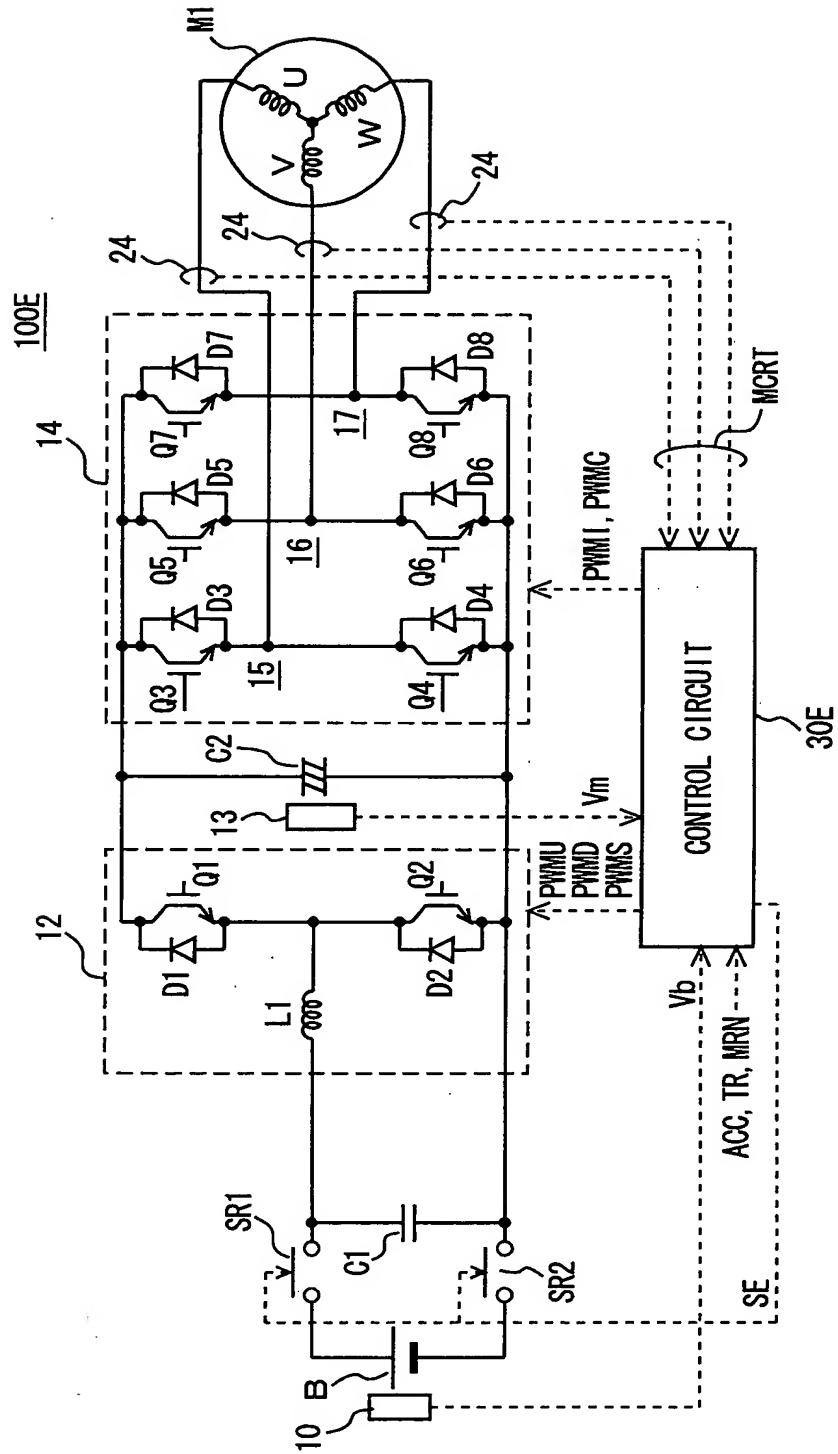 100E
12
13
14
24
24
24
M1
C2
D1
Q1
D2
Q2
L1
Q3
D3
Q5
D5
Q7
D7
15
16
17
Q4
D4
Q6
D6
Q8
D8
U
V
W
SR1
C1
SR2
B
10
SE
Vb
ACC, TR, MRN
PWMU
PWMD
PWMS
Vm
PWMI, PWMC
MCRT
CONTROL CIRCUIT
30E